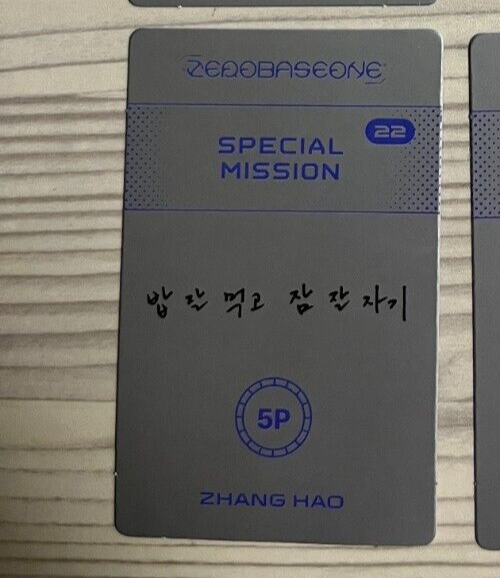 ZEROBASEONE
22
SPECIAL
MISSION
밥 잘 먹고 잠 잘 자기
5P
ZHANG HAO